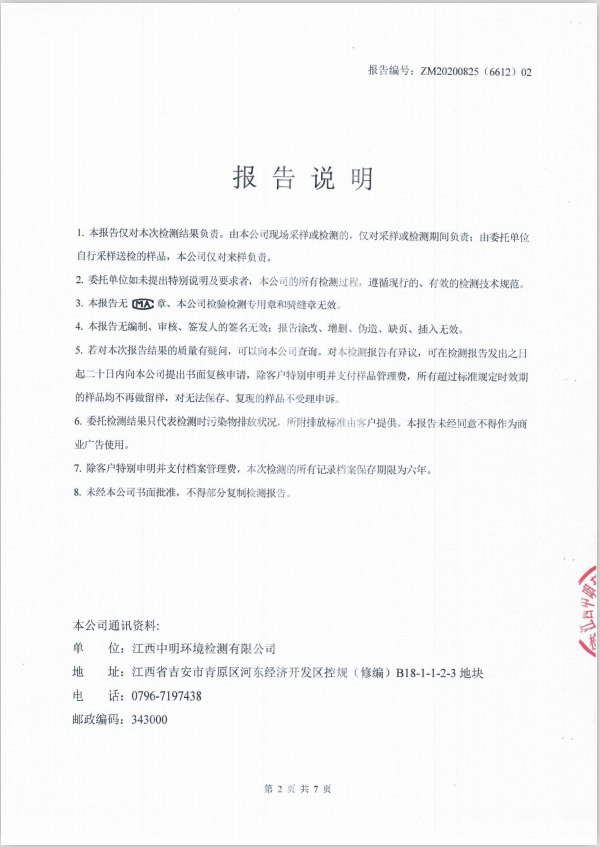 报告编号：ZM20200825（6612）02
报告说明
1. 本报告仅对本次检测结果负责。由本公司现场采样或检测的，仅对采样或检测期间负责；由委托单位
自行采样送检的样品，本公司仅对来样负责。
2. 委托单位如未提出特别说明及要求者，本公司的所有检测过程，遵循现行的、有效的检测技术规范。
3. 本报告无 MA 章、本公司检验检测专用章和骑缝章无效。
4. 本报告无编制、审核、签发人的签名无效；报告涂改、增删、伪造、缺页、插入无效。
5. 若对本次报告结果的质量有疑问，可以向本公司查询。对本检测报告有异议，可在检测报告发出之日
起二十日内向本公司提出书面复核申请，除客户特别申明并支付样品管理费，所有超过标准规定时效期
的样品均不再做留样，对无法保存、复现的样品不受理申诉。
6. 委托检测结果只代表检测时污染物排放状况。所附排放标准由客户提供。本报告未经同意不得作为商
业广告使用。
7. 除客户特别申明并支付档案管理费，本次检测的所有记录档案保存期限为六年。
8. 未经本公司书面批准，不得部分复制检测报告。
本公司通讯资料:
单 位：江西中明环境检测有限公司
地 址：江西省吉安市青原区河东经济开发区控规（修编）B18-1-1-2-3 地块
电 话：0796-7197438
邮政编码：343000
第 2 页 共 7 页